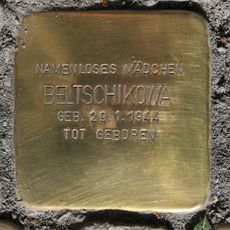 NAMENLOSES MÄDCHEN
BELTSCHIKOWA
GEB. 29.1.1944
TOT GEBOREN